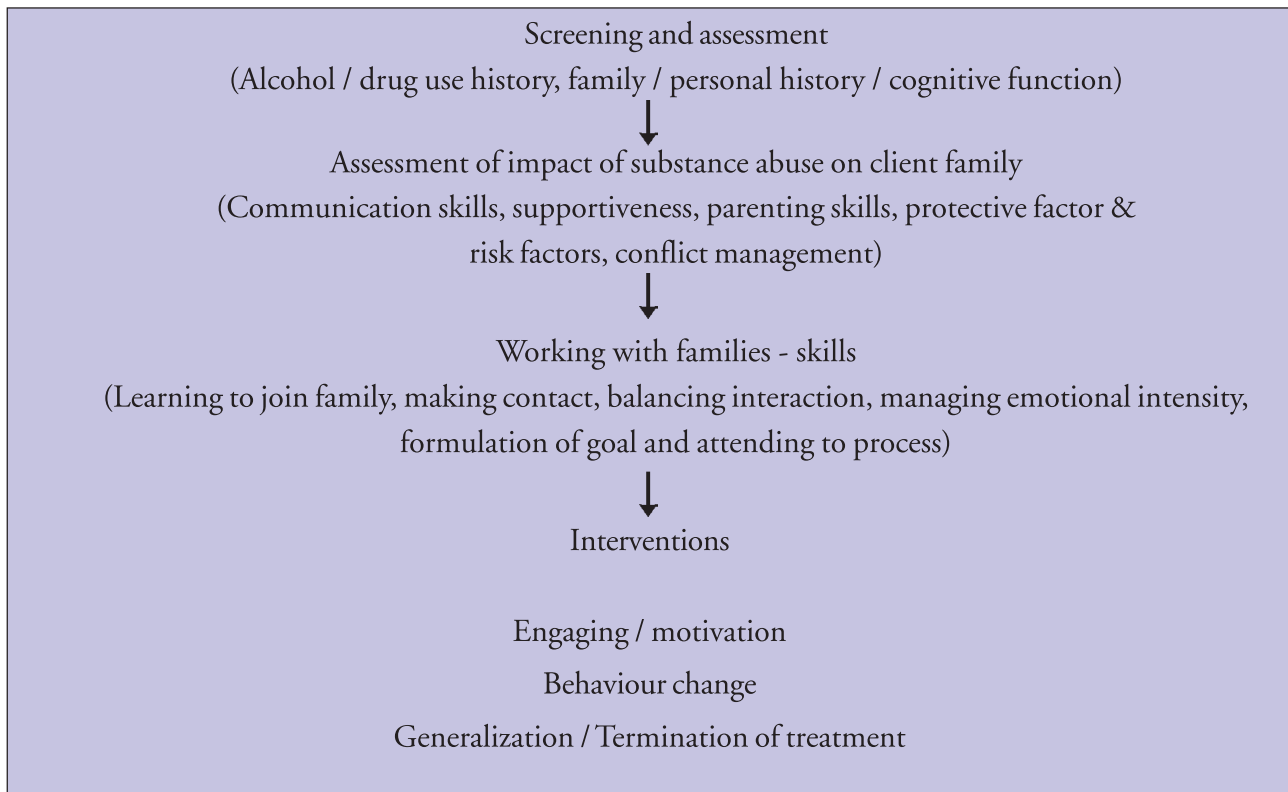 Screening and assessment
(Alcohol / drug use history, family / personal history / cognitive function)
Assessment of impact of substance abuse on client family
(Communication skills, supportiveness, parenting skills, protective factor &
risk factors, conflict management)
Working with families - skills
(Learning to join family, making contact, balancing interaction, managing emotional intensity,
formulation of goal and attending to process)
Interventions
Engaging / motivation
Behaviour change
Generalization / Termination of treatment